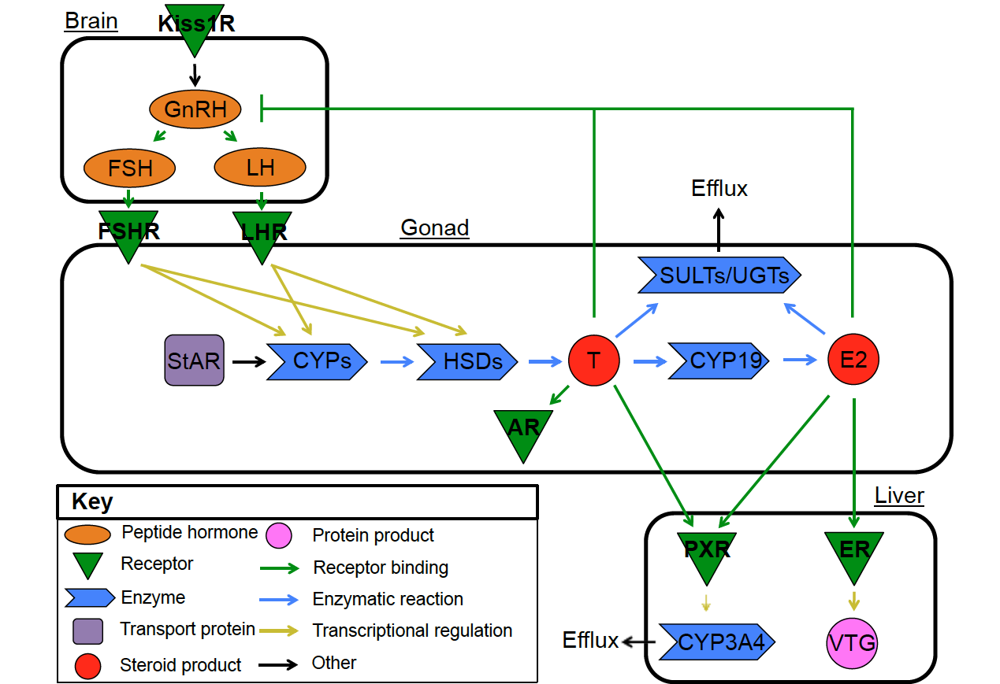 Brain
Kiss1R
GnRH
FSH
LH
Efflux
FSHR
LHR
Gonad
SULTs/UGTs
StAR
CYPs
HSDs
T
CYP19
E2
AR
Liver
PXR
ER
Efflux
CYP3A4
VTG
Key
Peptide hormone
Protein product
Receptor
Receptor binding
Enzyme
Enzymatic reaction
Transport protein
Transcriptional regulation
Steroid product
Other